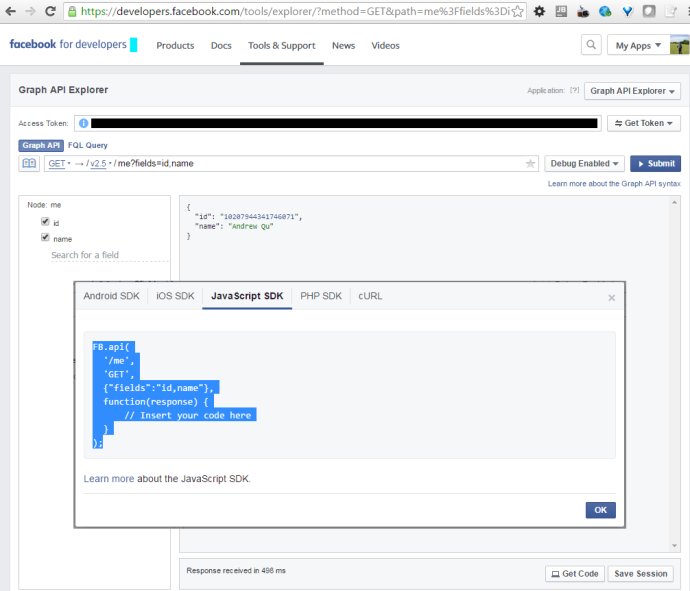 https://developers.facebook.com/tools/explorer/?method=GET&path=me%3Ffields%3Di
facebook for developers
Products Docs Tools & Support News Videos
My Apps
Graph API Explorer
Application: [?] Graph API Explorer
Access Token:
Get Token
Graph API FQL Query
GET → / v2.5 / me?fields=id,name
Debug Enabled
Submit
Learn more about the Graph API syntax
Node: me
id
name
Search for a field
{
"id": "10207944341746071",
"name": "Andrew Qu"
}
Android SDK iOS SDK JavaScript SDK PHP SDK cURL
FB.api(
'/me',
'GET',
{"fields":"id,name"},
function(response) {
// Insert your code here
}
);
Learn more about the JavaScript SDK.
OK
Response received in 498 ms
Get Code Save Session